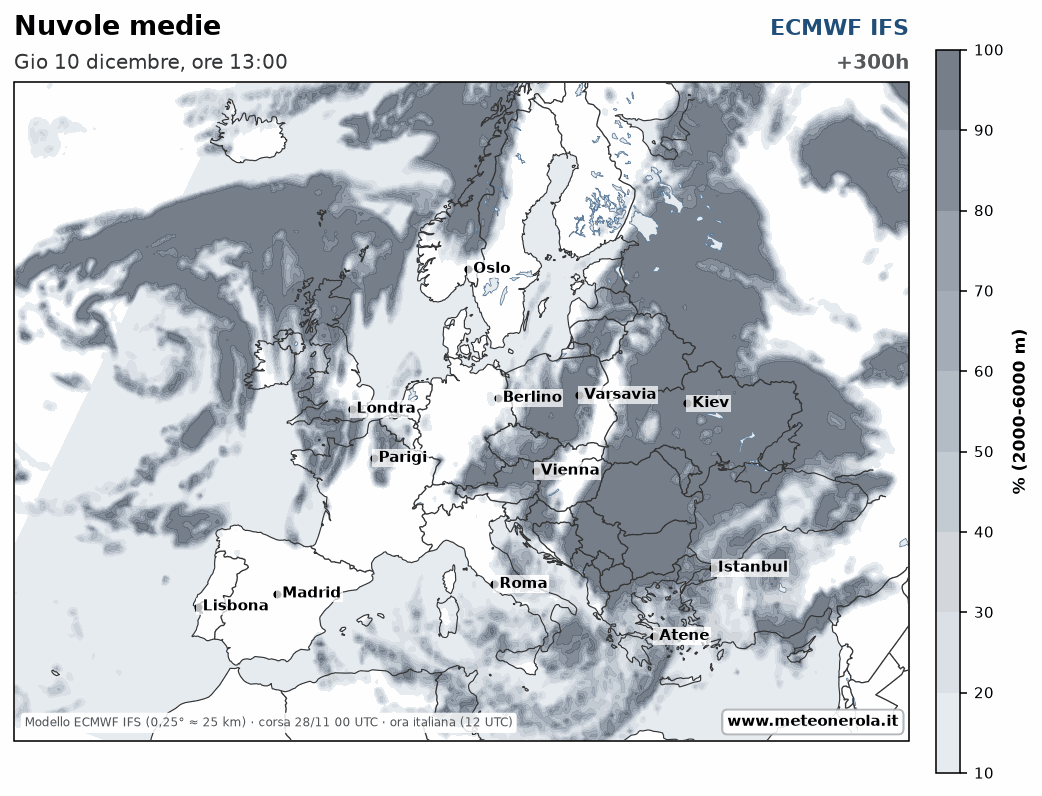 Nuvole medie
ECMWF IFS
Gio 10 dicembre, ore 13:00
+300h
100
90
80
70
60
50
40
30
20
10
% (2000-6000 m)
Oslo
Berlino
Varsavia
Kiev
Londra
Parigi
Vienna
Istanbul
Roma
Madrid
Lisbona
Atene
Modello ECMWF IFS (0,25° ≈ 25 km) · corsa 28/11 00 UTC · ora italiana (12 UTC)
www.meteonerola.it